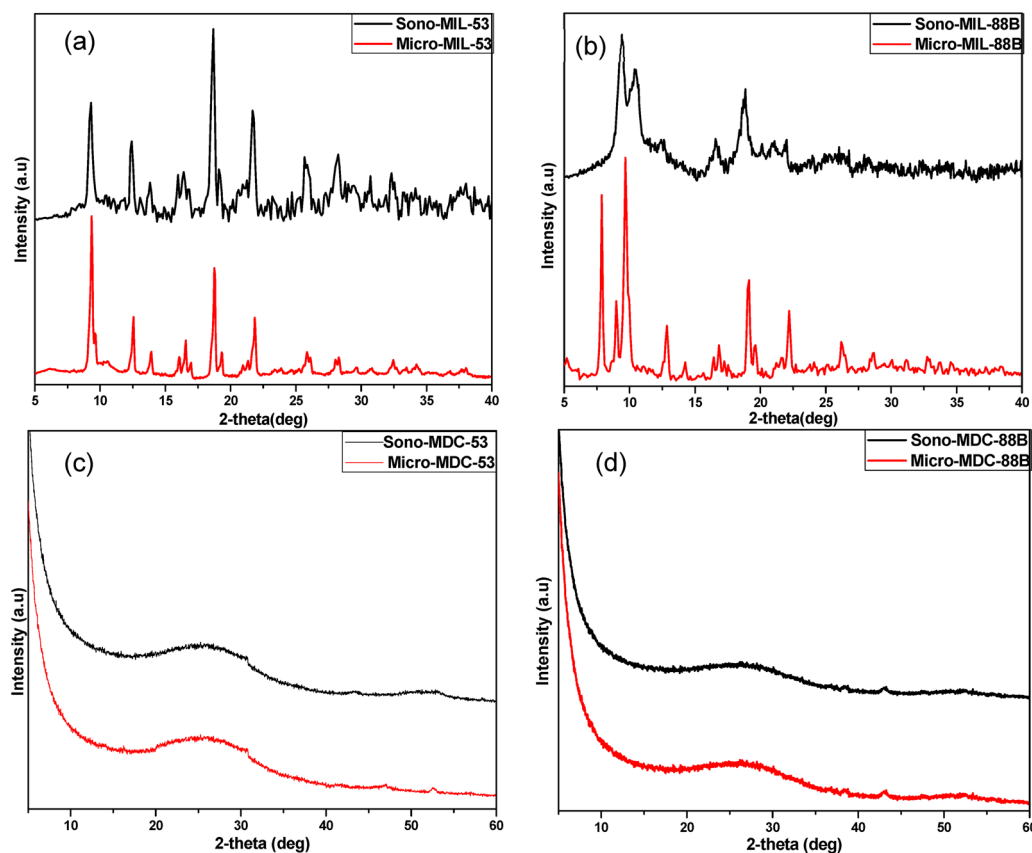 (a)
Sono-MIL-53
Micro-MIL-53
Intensity (a.u)
5 10 15 20 25 30 35 40
2-theta(deg)
(b)
Sono-MIL-88B
Micro-MIL-88B
Intensity (a.u)
5 10 15 20 25 30 35 40
2-theta(deg)
(c)
Sono-MDC-53
Micro-MDC-53
Intensity (a.u)
10 20 30 40 50 60
2-theta (deg)
(d)
Sono-MDC-88B
Micro-MDC-88B
Intensity (a.u)
10 20 30 40 50 60
2-theta (deg)